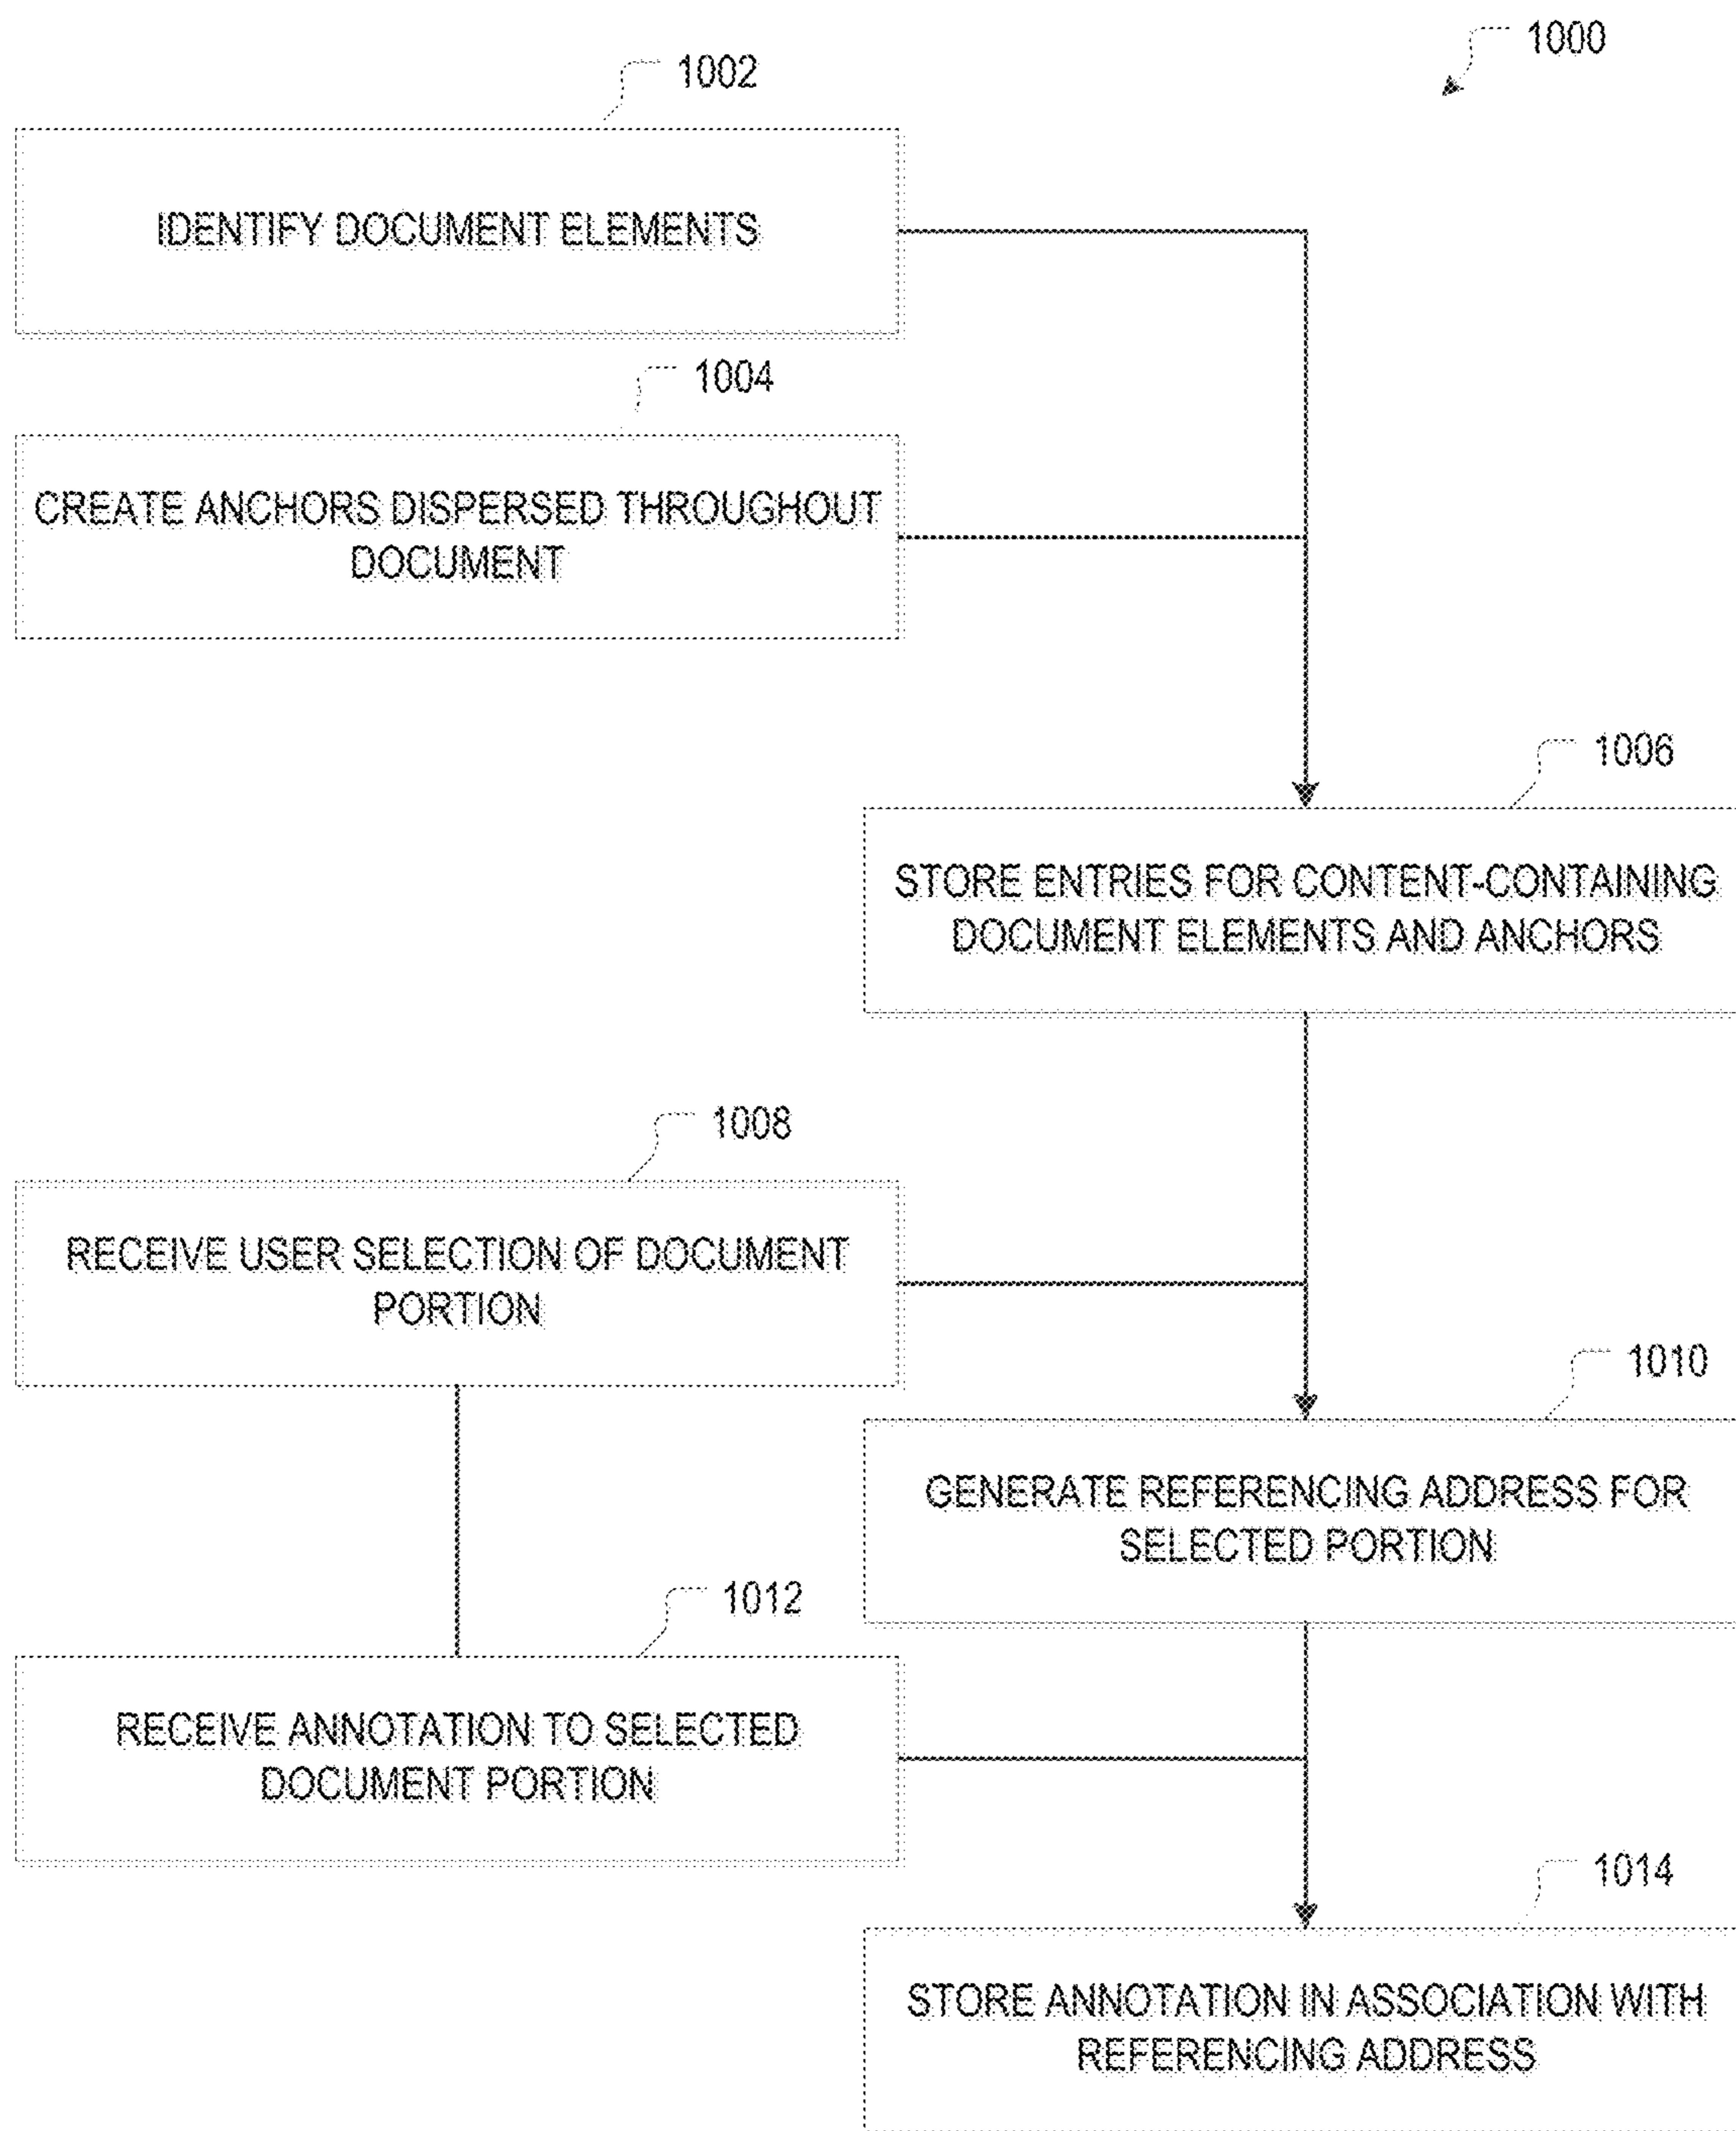 1000
1002
IDENTIFY DOCUMENT ELEMENTS
1004
CREATE ANCHORS DISPERSED THROUGHOUT
DOCUMENT
1006
STORE ENTRIES FOR CONTENT-CONTAINING
DOCUMENT ELEMENTS AND ANCHORS
1008
RECEIVE USER SELECTION OF DOCUMENT
PORTION
1010
GENERATE REFERENCING ADDRESS FOR
SELECTED PORTION
1012
RECEIVE ANNOTATION TO SELECTED
DOCUMENT PORTION
1014
STORE ANNOTATION IN ASSOCIATION WITH
REFERENCING ADDRESS